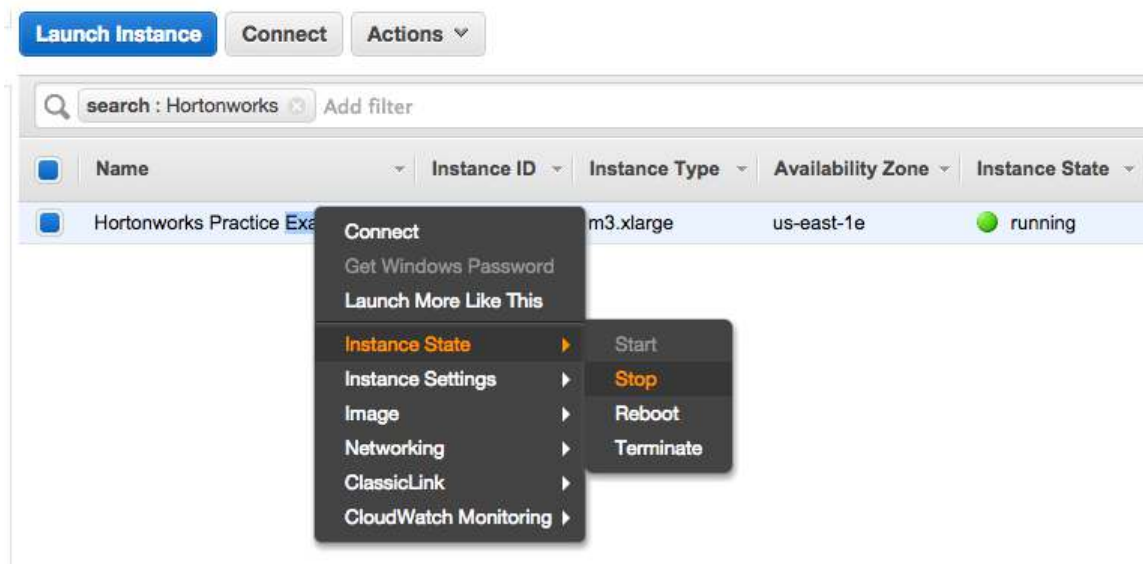 Launch Instance Connect Actions
search : Hortonworks Add filter
Name Instance ID Instance Type Availability Zone Instance State
Hortonworks Practice Exa m3.xlarge us-east-1e running
Connect
Get Windows Password
Launch More Like This
Instance State Start
Instance Settings Stop
Image Reboot
Networking Terminate
ClassicLink
CloudWatch Monitoring